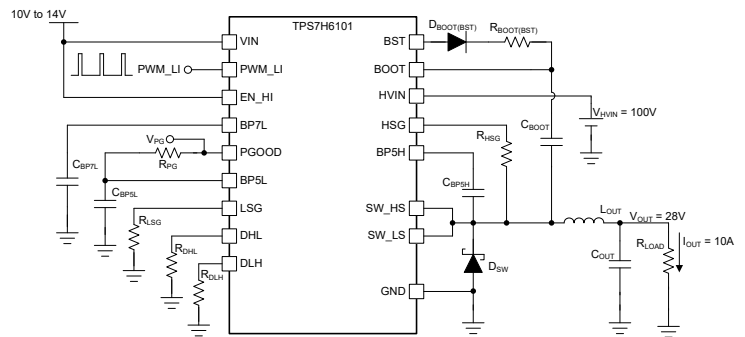 10V to 14V
TPS7H6101
VIN
BST
D_BOOT(BST)
R_BOOT(BST)
PWM_LI
PWM_LI
BOOT
EN_HI
HVIN
V_HVIN = 100V
BP7L
HSG
R_HSG
C_BOOT
V_PG
R_PG
PGOOD
BP5H
C_BP7L
C_BP5L
BP5L
C_BP5H
R_LSG
LSG
SW_HS
L_OUT
V_OUT = 28V
R_DHL
DHL
SW_LS
R_DLH
DLH
D_SW
C_OUT
R_LOAD
I_OUT = 10A
GND